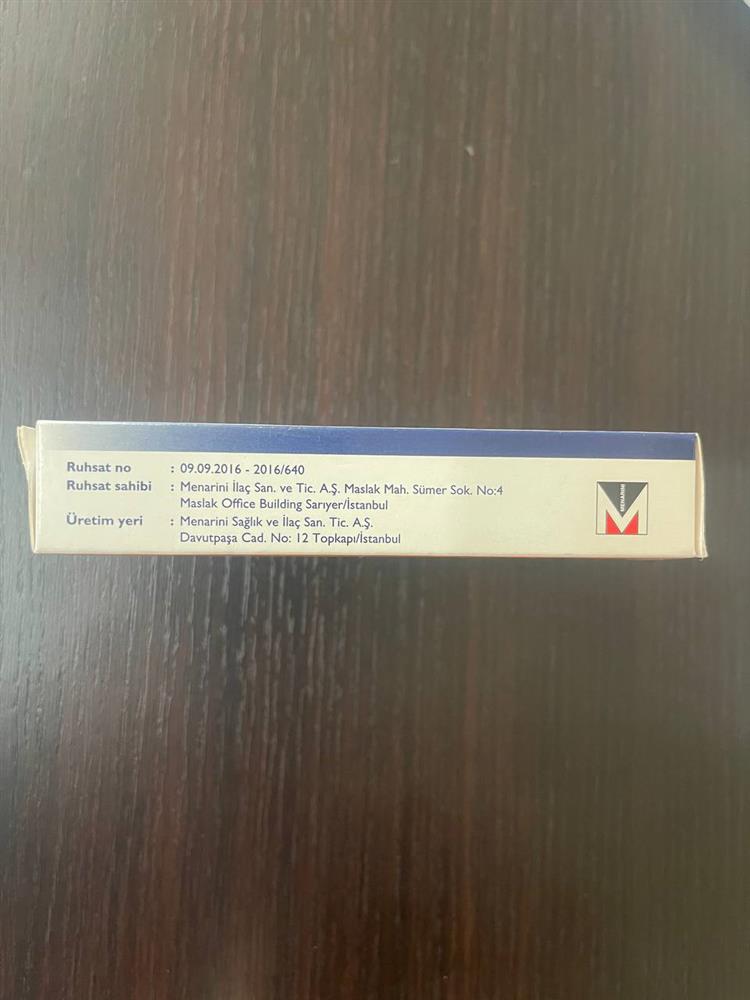 Ruhsat no : 09.09.2016 - 2016/640
Ruhsat sahibi : Menarini İlaç San. ve Tic. A.Ş. Maslak Mah. Sümer Sok. No:4
Maslak Office Building Sarıyer/İstanbul
Üretim yeri : Menarini Sağlık ve İlaç San. Tic. A.Ş.
Davutpaşa Cad. No: 12 Topkapı/İstanbul
MENARINI